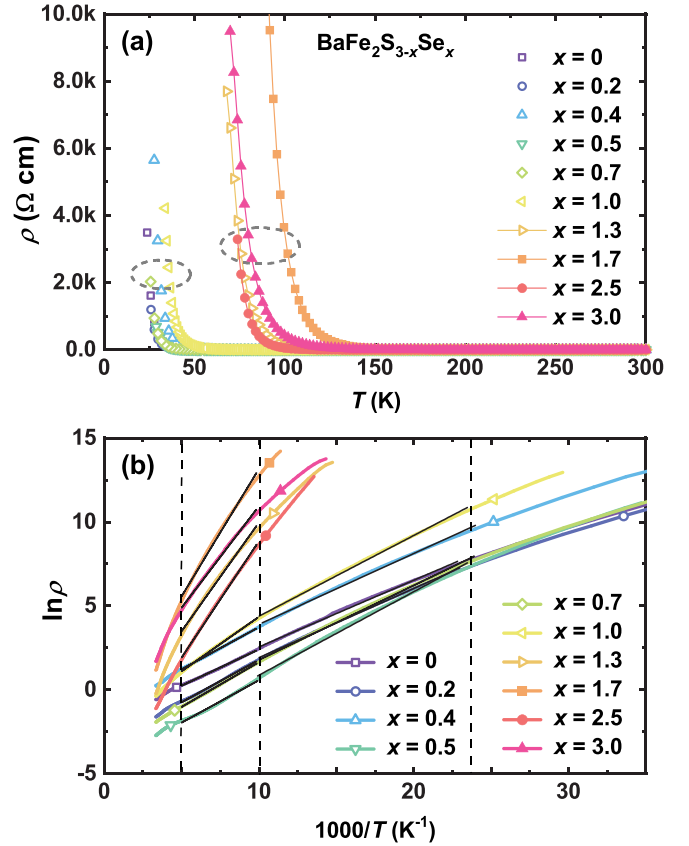 (a)
BaFe₂S₃₋ₓSeₓ
10.0k
8.0k
6.0k
4.0k
2.0k
0.0
ρ (Ω cm)
x = 0
x = 0.2
x = 0.4
x = 0.5
x = 0.7
x = 1.0
x = 1.3
x = 1.7
x = 2.5
x = 3.0
0 50 100 150 200 250 300
T (K)
(b)
15
10
5
0
-5
lnρ
x = 0
x = 0.2
x = 0.4
x = 0.5
x = 0.7
x = 1.0
x = 1.3
x = 1.7
x = 2.5
x = 3.0
0 5 10 15 20 25 30
1000/T (K⁻¹)